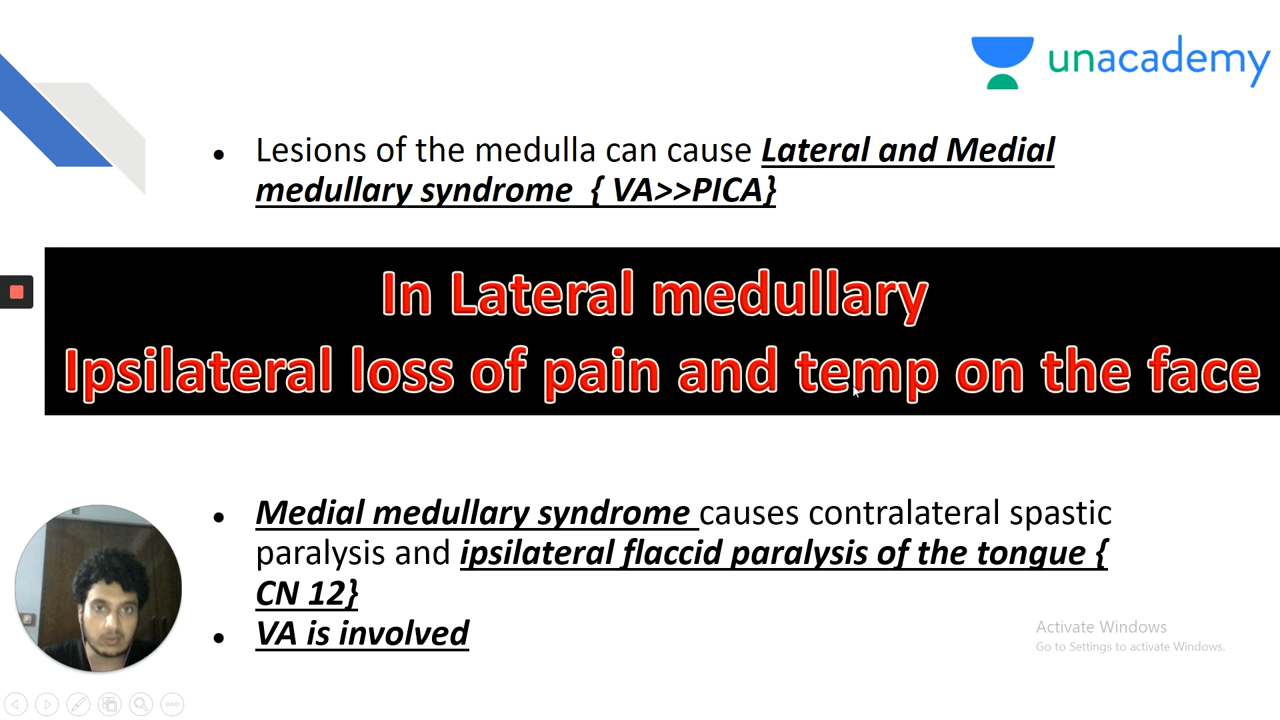 unacademy
Lesions of the medulla can cause Lateral and Medial
medullary syndrome { VA>>PICA}
In Lateral medullary
Ipsilateral loss of pain and temp on the face
Medial medullary syndrome causes contralateral spastic
paralysis and ipsilateral flaccid paralysis of the tongue {
CN 12}
VA is involved
Activate Windows
Go to Settings to activate Windows.